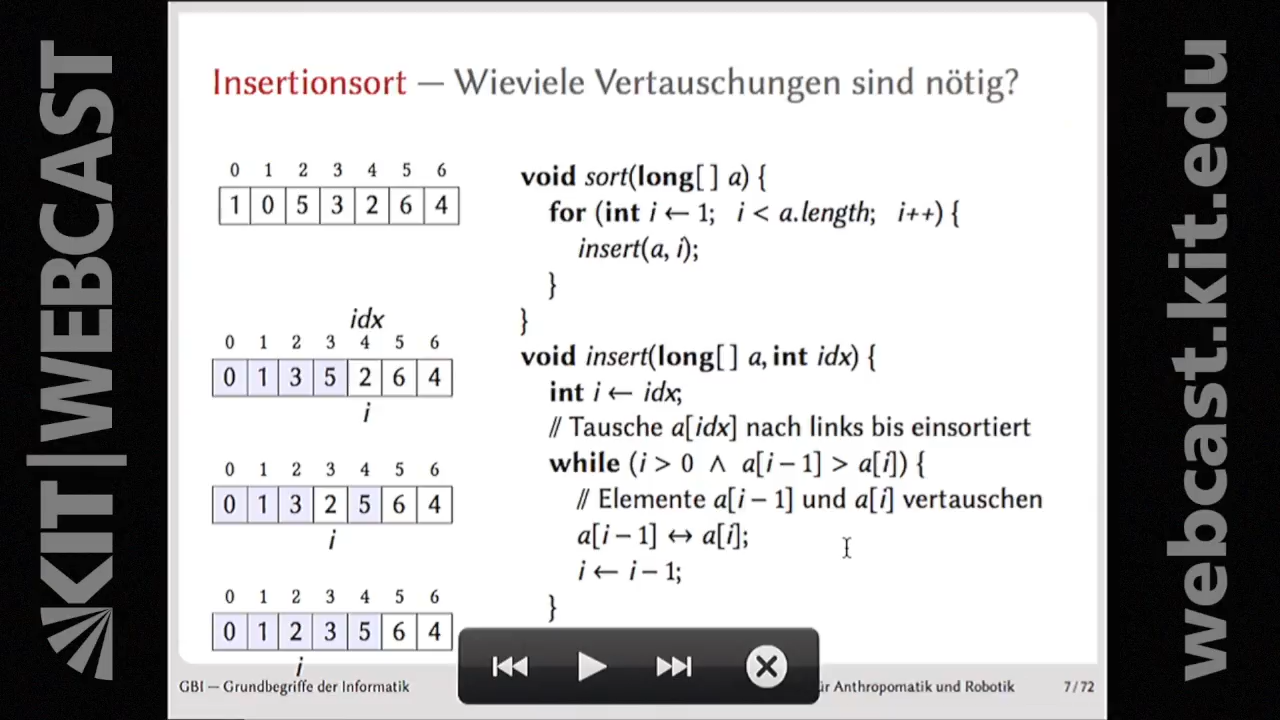 KIT|WEBCAST
Insertionsort — Wieviele Vertauschungen sind nötig?
0 1 2 3 4 5 6
1 0 5 3 2 6 4
idx
0 1 2 3 4 5 6
0 1 3 5 2 6 4
i
0 1 2 3 4 5 6
0 1 3 2 5 6 4
i
0 1 2 3 4 5 6
0 1 2 3 5 6 4
i
void sort(long[ ] a) {
for (int i ← 1; i < a.length; i++) {
insert(a, i);
}
}
void insert(long[ ] a, int idx) {
int i ← idx;
// Tausche a[idx] nach links bis einsortiert
while (i > 0 ∧ a[i − 1] > a[i]) {
// Elemente a[i − 1] und a[i] vertauschen
a[i − 1] ↔ a[i];
i ← i − 1;
}
GBI — Grundbegriffe der Informatik
für Anthropomatik und Robotik 7 / 72
webcast.kit.edu